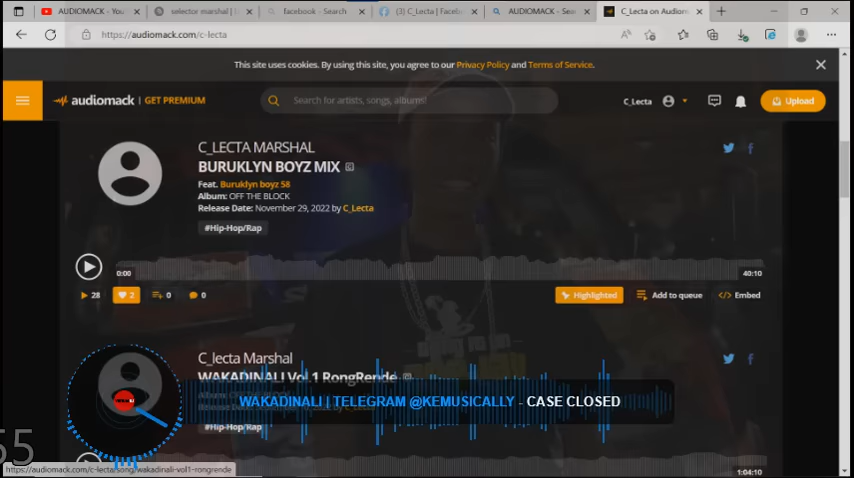 AUDIOMACK - You
selector marshal |
facebook - Search
(3) C_Lecta | Faceb
AUDIOMACK - Sear
C_Lecta on Audiom
https://audiomack.com/c-lecta
This site uses cookies. By using this site, you agree to our Privacy Policy and Terms of Service.
audiomack | GET PREMIUM
Search for artists, songs, albums!
C_Lecta
Upload
C_LECTA MARSHAL
BURUKLYN BOYZ MIX
Feat. Buruklyn boyz 58
Album: OFF THE BLOCK
Release Date: November 29, 2022 by C_Lecta
#Hip-Hop/Rap
0:00
40:10
28
2
0
0
Highlighted
Add to queue
</> Embed
C_lecta Marshal
WAKADINALI Vol.1 RongRende
WAKADINALI | TELEGRAM @KEMUSICALLY - CASE CLOSED
#Hip-Hop/Rap
55
https://audiomack.com/c-lecta/song/wakadinali-vol1-rongrende
1:04:10